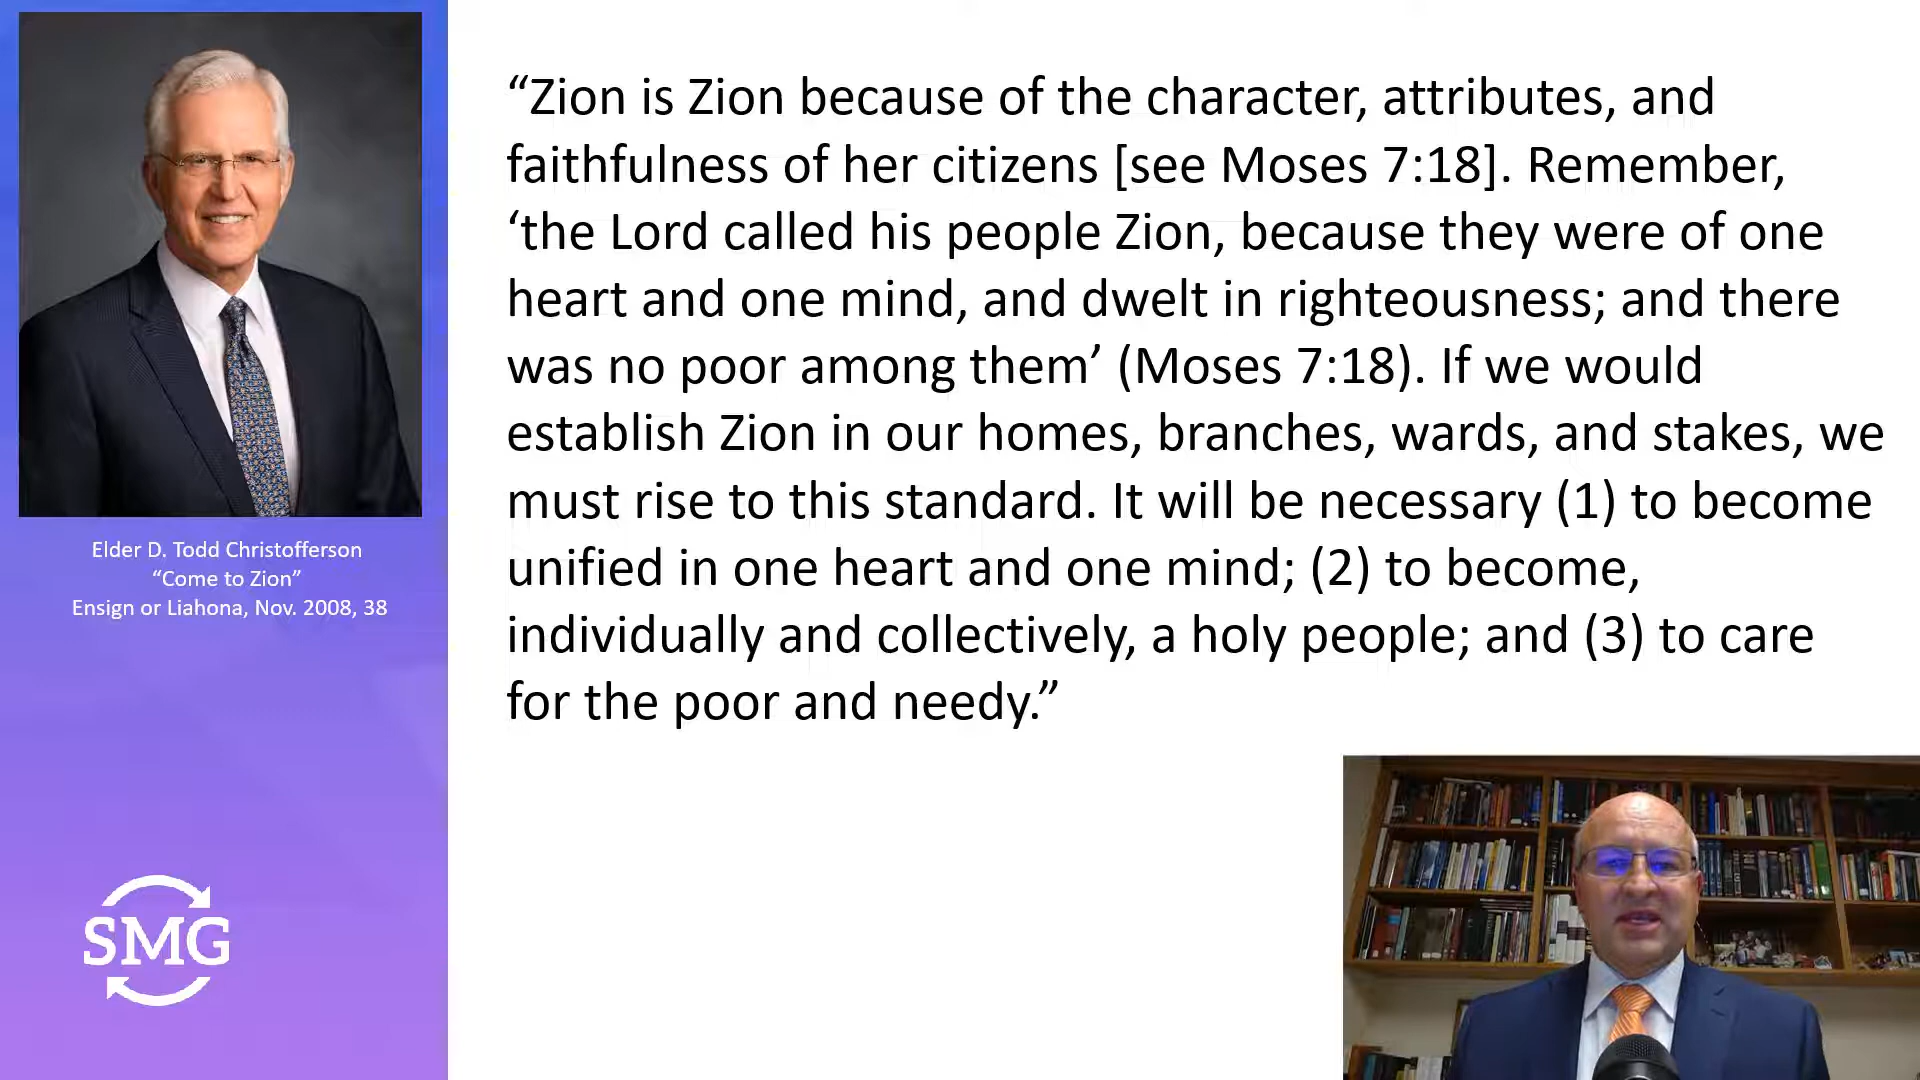 “Zion is Zion because of the character, attributes, and
faithfulness of her citizens [see Moses 7:18]. Remember,
‘the Lord called his people Zion, because they were of one
heart and one mind, and dwelt in righteousness; and there
was no poor among them’ (Moses 7:18). If we would
establish Zion in our homes, branches, wards, and stakes, we
must rise to this standard. It will be necessary (1) to become
unified in one heart and one mind; (2) to become,
individually and collectively, a holy people; and (3) to care
for the poor and needy.”
Elder D. Todd Christofferson
“Come to Zion”
Ensign or Liahona, Nov. 2008, 38
SMG